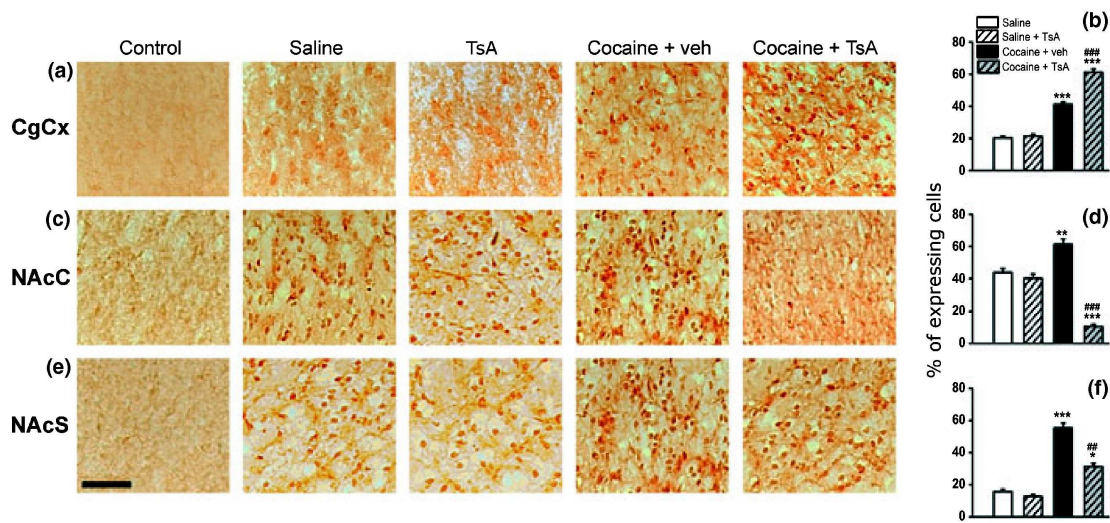 Control Saline TsA Cocaine + veh Cocaine + TsA
(a)
CgCx
(c)
NAcC
(e)
NAcS
(b)
Saline
Saline + TsA
Cocaine + veh
Cocaine + TsA
80
60
40
20
0
***
###
***
(d)
80
60
40
20
0
**
###
***
% of expressing cells
(f)
80
60
40
20
0
***
##
*